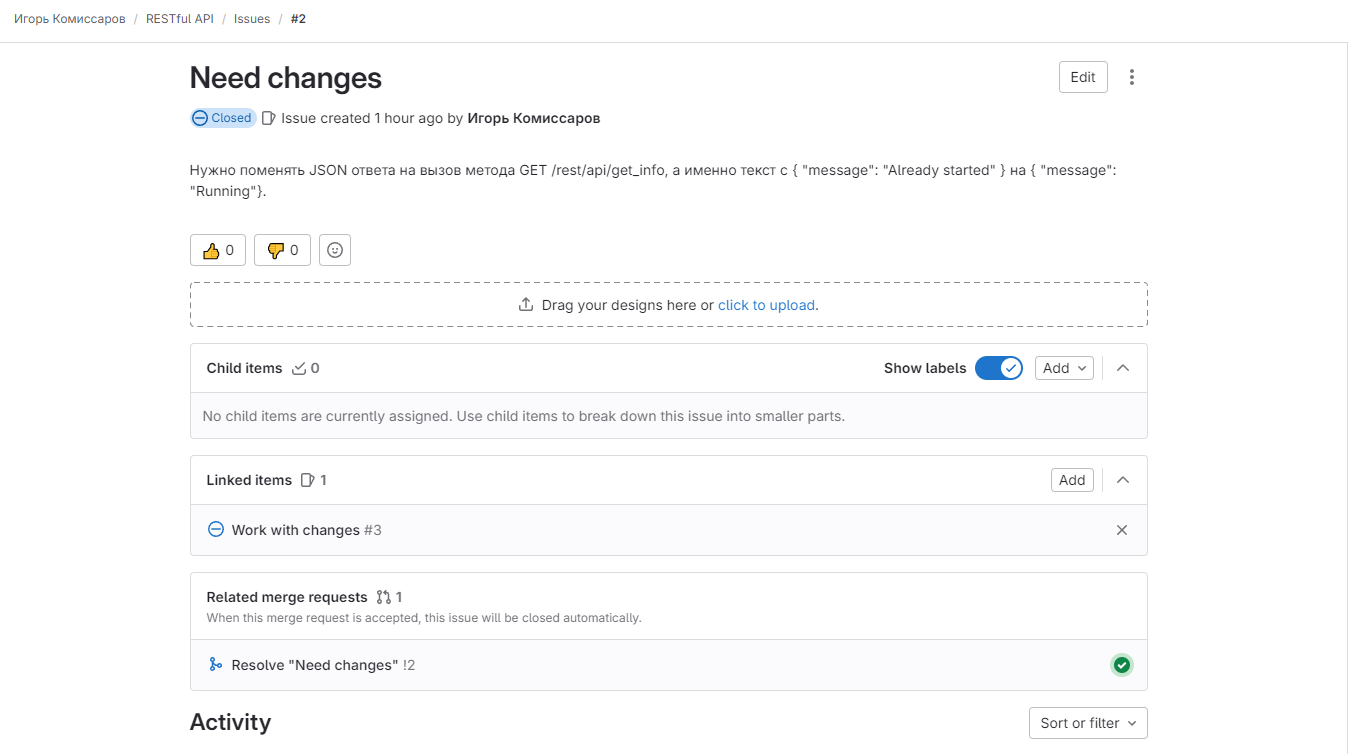 Игорь Комиссаров / RESTful API / Issues / #2
Need changes
Edit
Closed Issue created 1 hour ago by Игорь Комиссаров
Нужно поменять JSON ответа на вызов метода GET /rest/api/get_info, а именно текст с { "message": "Already started" } на { "message":
"Running"}.
0 0
Drag your designs here or click to upload.
Child items 0 Show labels Add
No child items are currently assigned. Use child items to break down this issue into smaller parts.
Linked items 1 Add
Work with changes #3
Related merge requests 1
When this merge request is accepted, this issue will be closed automatically.
Resolve "Need changes" !2
Activity Sort or filter